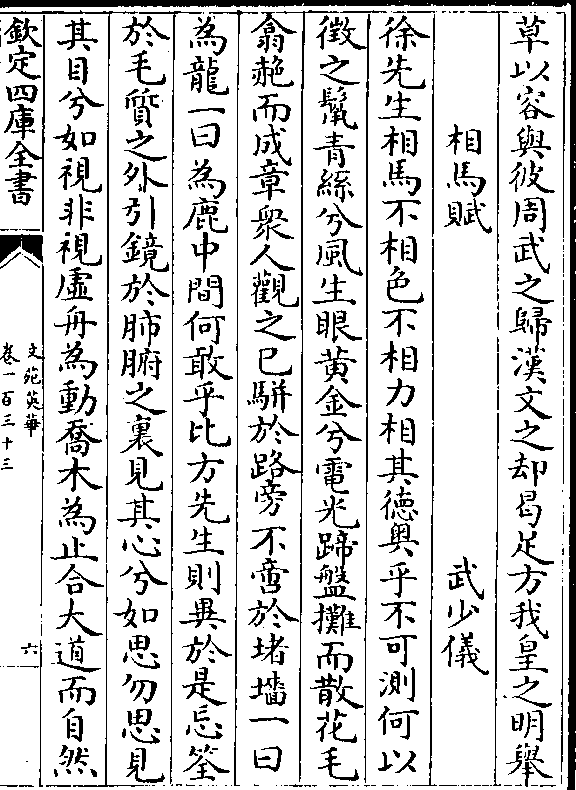 草以容與彼周武之歸漢文之却曷足方我皇之明舉
相馬賦 武少儀
徐先生相馬不相色不相力相其德奧乎不可測何以
徵之鬣青絲兮風生眼黄金兮電光蹄盤攤而散花毛
翕赩而成章衆人觀之已駢於路旁不啻於堵墻一曰
為龍一曰為鹿中間何敢乎比方先生則異於是忘筌
於毛質之外引鏡於肺腑之裏見其心兮如思勿思見
其目兮如視非視虚舟為動喬木為止合大道而自然
欽定四庫全書
文苑英華
卷一百三十三
六